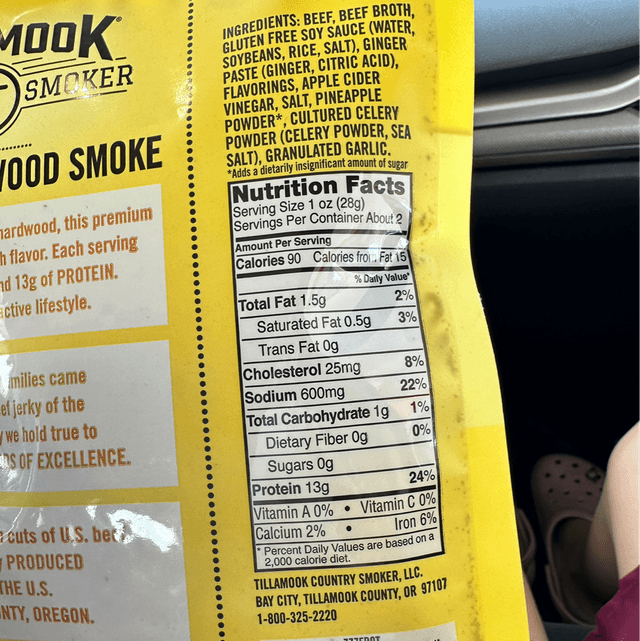 MOOK
SMOKER
WOOD SMOKE
hardwood, this premium
flavor. Each serving
13g of PROTEIN.
active lifestyle.
families came
jerky of the
we hold true to
OF EXCELLENCE.
cuts of U.S. beef
PRODUCED
THE U.S.
NTY, OREGON.
INGREDIENTS: BEEF, BEEF BROTH,
GLUTEN FREE SOY SAUCE (WATER,
SOYBEANS, RICE, SALT), GINGER
PASTE (GINGER, CITRIC ACID),
FLAVORINGS, APPLE CIDER
VINEGAR, SALT, PINEAPPLE
POWDER*, CULTURED CELERY
POWDER (CELERY POWDER, SEA
SALT), GRANULATED GARLIC.
*Adds a dietarily insignificant amount of sugar
Nutrition Facts
Serving Size 1 oz (28g)
Servings Per Container About 2
Amount Per Serving
Calories 90 Calories from Fat 15
% Daily Value*
Total Fat 1.5g 2%
Saturated Fat 0.5g 3%
Trans Fat 0g
Cholesterol 25mg 8%
Sodium 600mg 22%
Total Carbohydrate 1g 1%
Dietary Fiber 0g 0%
Sugars 0g
Protein 13g 24%
Vitamin A 0% • Vitamin C 0%
Calcium 2% • Iron 6%
* Percent Daily Values are based on a
2,000 calorie diet.
TILLAMOOK COUNTRY SMOKER, LLC.
BAY CITY, TILLAMOOK COUNTY, OR 97107
1-800-325-2220